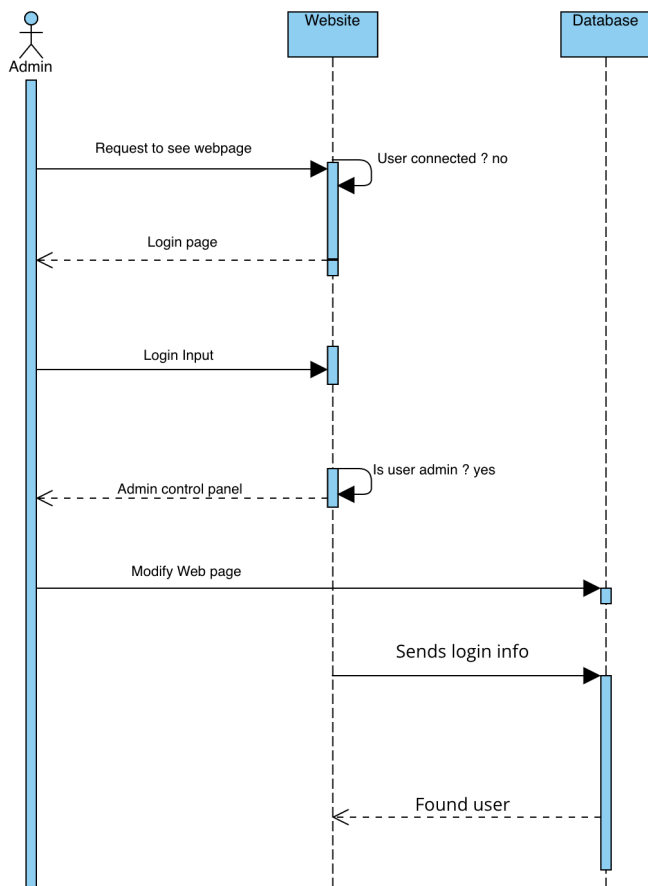 Website
Database
Admin
Request to see webpage
User connected ? no
Login page
Login Input
Is user admin ? yes
Admin control panel
Modify Web page
Sends login info
Found user